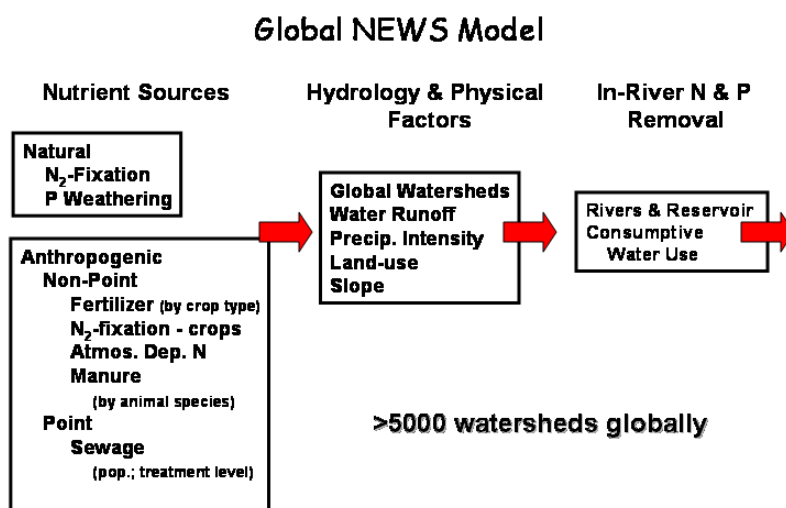 Global NEWS Model
Nutrient Sources
Natural
N₂-Fixation
P Weathering
Anthropogenic
Non-Point
Fertilizer (by crop type)
N₂-fixation - crops
Atmos. Dep. N
Manure
(by animal species)
Point
Sewage
(pop.; treatment level)
Hydrology & Physical
Factors
Global Watersheds
Water Runoff
Precip. Intensity
Land-use
Slope
In-River N & P
Removal
Rivers & Reservoir
Consumptive
Water Use
>5000 watersheds globally